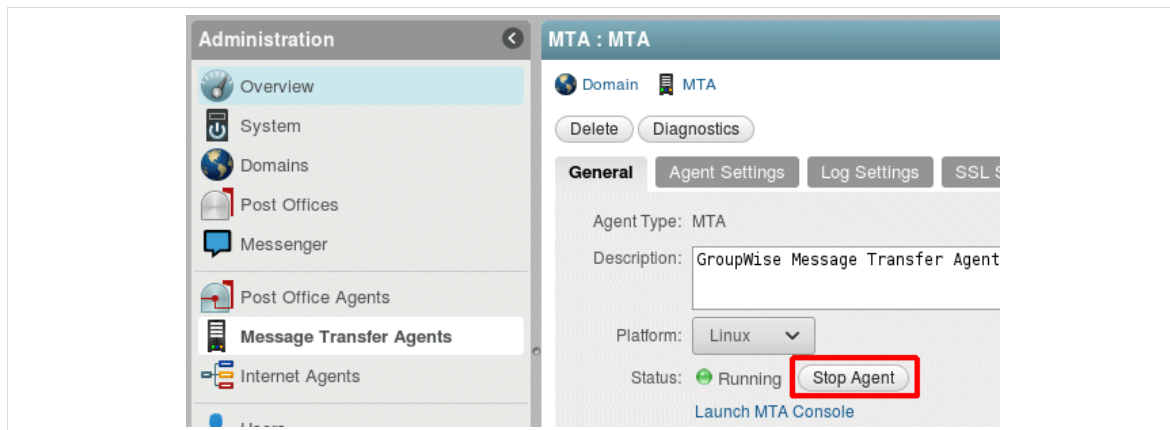 Administration
Overview
System
Domains
Post Offices
Messenger
Post Office Agents
Message Transfer Agents
Internet Agents
MTA : MTA
Domain MTA
Delete Diagnostics
General Agent Settings Log Settings SSL
Agent Type: MTA
Description: GroupWise Message Transfer Agent
Platform: Linux
Status: Running Stop Agent
Launch MTA Console